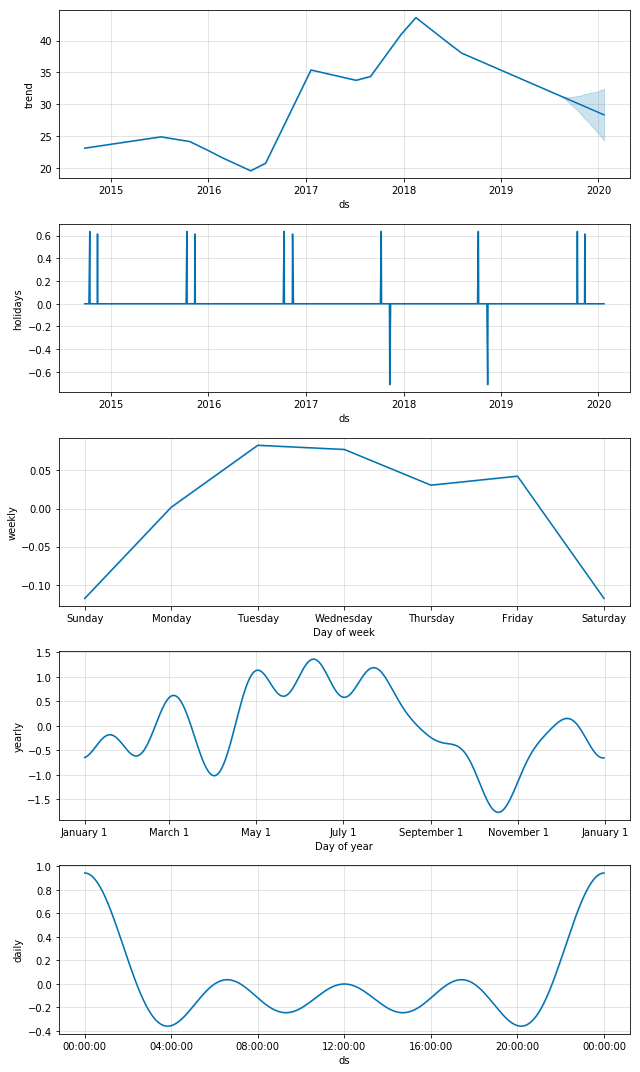 40
35
30
25
20
trend
2015 2016 2017 2018 2019 2020
ds
0.6
0.4
0.2
0.0
−0.2
−0.4
−0.6
holidays
2015 2016 2017 2018 2019 2020
ds
0.05
0.00
−0.05
−0.10
weekly
Sunday Monday Tuesday Wednesday Thursday Friday Saturday
Day of week
1.5
1.0
0.5
0.0
−0.5
−1.0
−1.5
yearly
January 1 March 1 May 1 July 1 September 1 November 1 January 1
Day of year
1.0
0.8
0.6
0.4
0.2
0.0
−0.2
−0.4
daily
00:00:00 04:00:00 08:00:00 12:00:00 16:00:00 20:00:00 00:00:00
ds